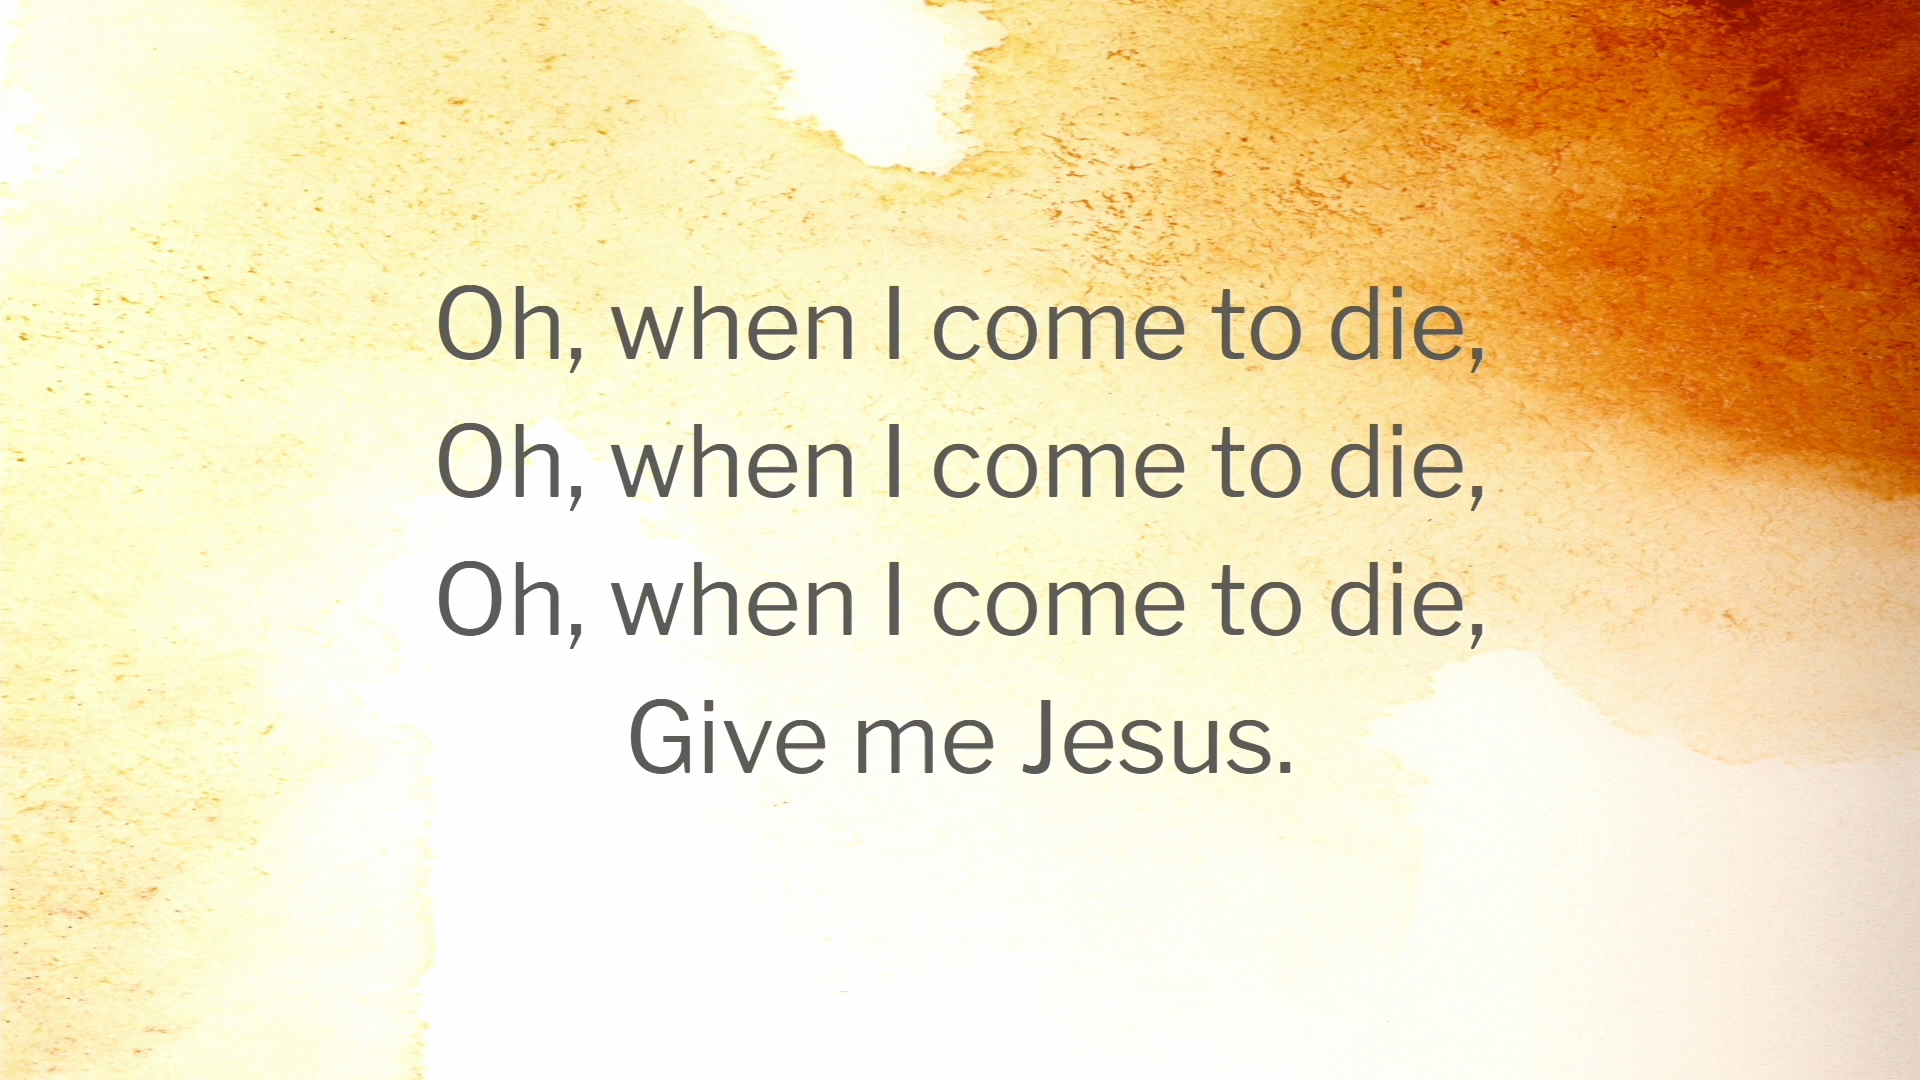 Oh, when I come to die,
Oh, when I come to die,
Oh, when I come to die,
Give me Jesus.